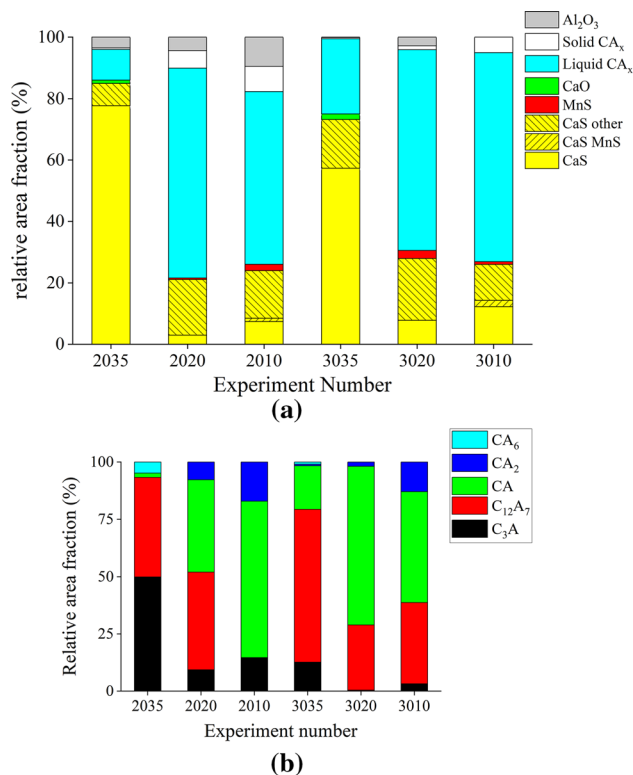 relative area fraction (%)
100
80
60
40
20
0
2035 2020 2010 3035 3020 3010
Experiment Number
Al₂O₃
Solid CAₓ
Liquid CAₓ
CaO
MnS
CaS other
CaS MnS
CaS
(a)
Relative area fraction (%)
100
75
50
25
0
2035 2020 2010 3035 3020 3010
Experiment number
CA₆
CA₂
CA
C₁₂A₇
C₃A
(b)